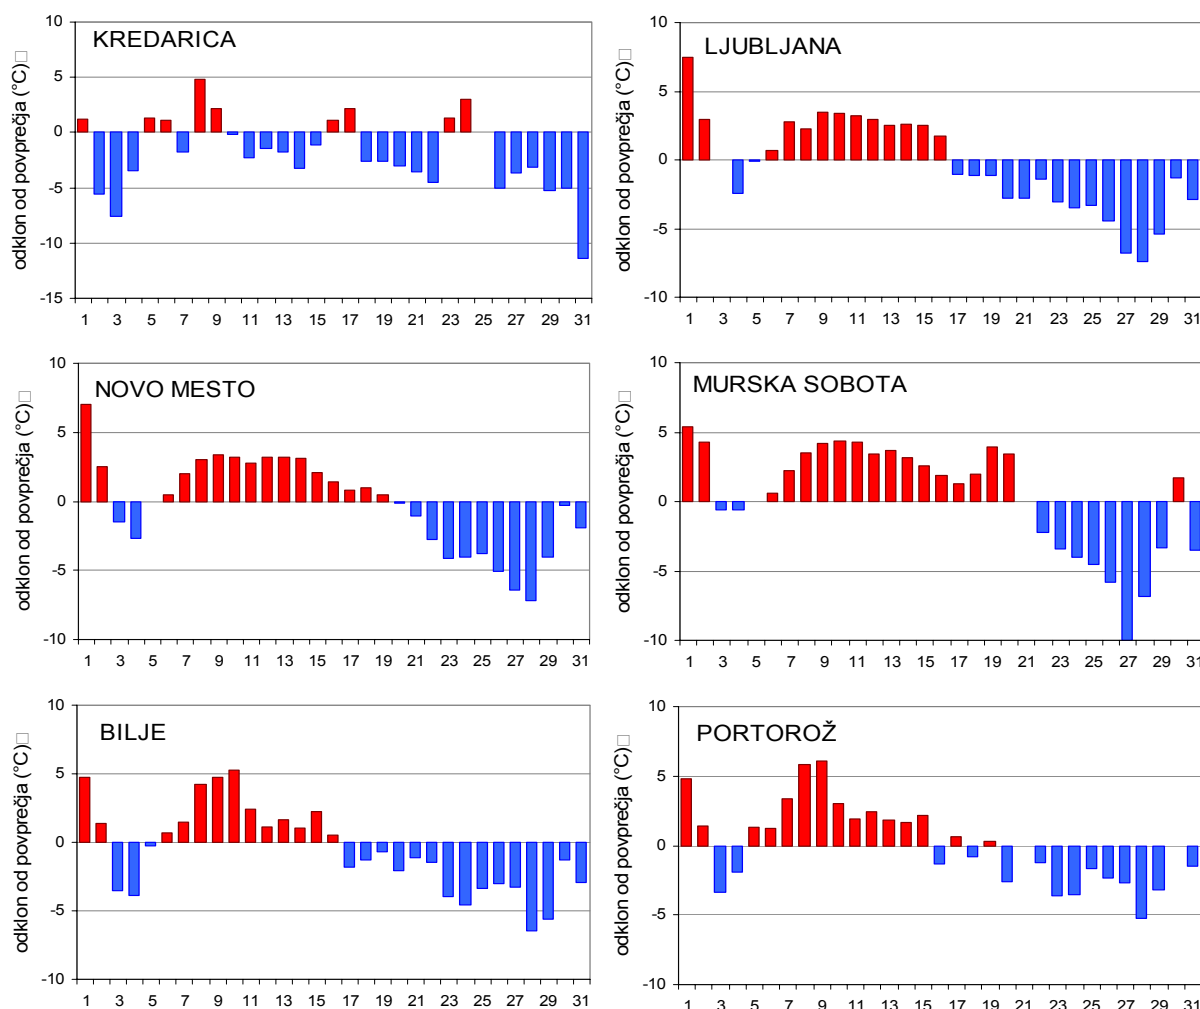 KREDARICA
odklon od povprečja (°C)□
10
5
0
-5
-10
-15
1 3 5 7 9 11 13 15 17 19 21 23 25 27 29 31
LJUBLJANA
odklon od povprečja (°C)□
10
5
0
-5
-10
1 3 5 7 9 11 13 15 17 19 21 23 25 27 29 31
NOVO MESTO
odklon od povprečja (°C)□
10
5
0
-5
-10
1 3 5 7 9 11 13 15 17 19 21 23 25 27 29 31
MURSKA SOBOTA
odklon od povprečja (°C)□
10
5
0
-5
-10
1 3 5 7 9 11 13 15 17 19 21 23 25 27 29 31
BILJE
odklon od povprečja (°C)□
10
5
0
-5
-10
1 3 5 7 9 11 13 15 17 19 21 23 25 27 29 31
PORTOROŽ
odklon od povprečja (°C)□
10
5
0
-5
-10
1 3 5 7 9 11 13 15 17 19 21 23 25 27 29 31